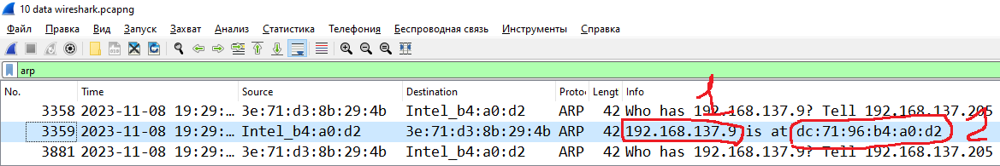 10 data wireshark.pcapng
Файл Правка Вид Запуск Захват Анализ Статистика Телефония Беспроводная связь Инструменты Справка
arp
No. Time Source Destination Protoc Lengt Info
1
3358 2023-11-08 19:29:… 3e:71:d3:8b:29:4b Intel_b4:a0:d2 ARP 42 Who has 192.168.137.9? Tell 192.168.137.205
3359 2023-11-08 19:29:… Intel_b4:a0:d2 3e:71:d3:8b:29:4b ARP 42 192.168.137.9 is at dc:71:96:b4:a0:d2 2
3881 2023-11-08 19:29:… 3e:71:d3:8b:29:4b Intel_b4:a0:d2 ARP 42 Who has 192.168.137.9? Tell 192.168.137.205